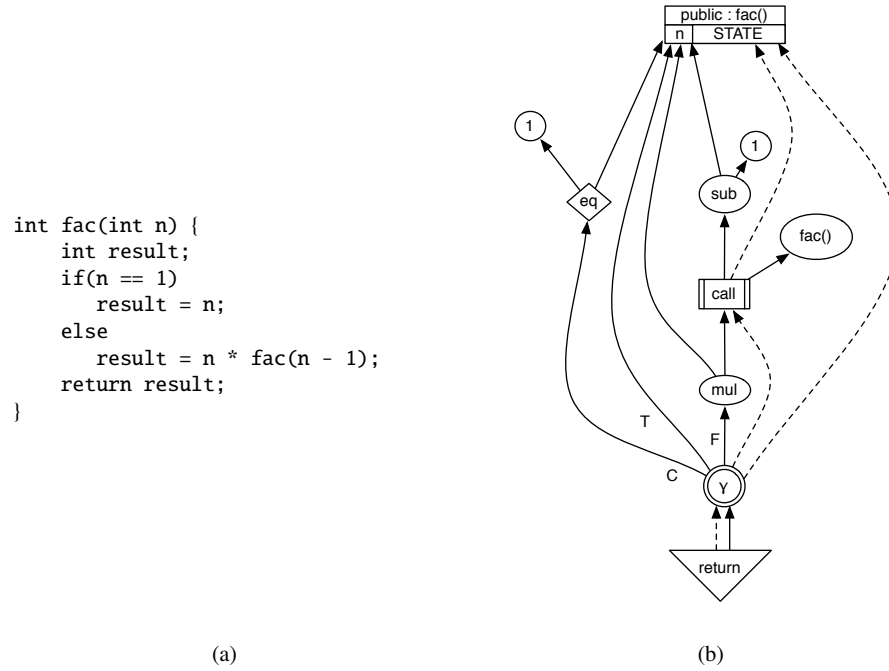 public : fac()
n STATE
1
1
eq
sub
fac()
call
mul
T
F
C
γ
return
int fac(int n) {
int result;
if(n == 1)
result = n;
else
result = n * fac(n - 1);
return result;
}
(a)
(b)